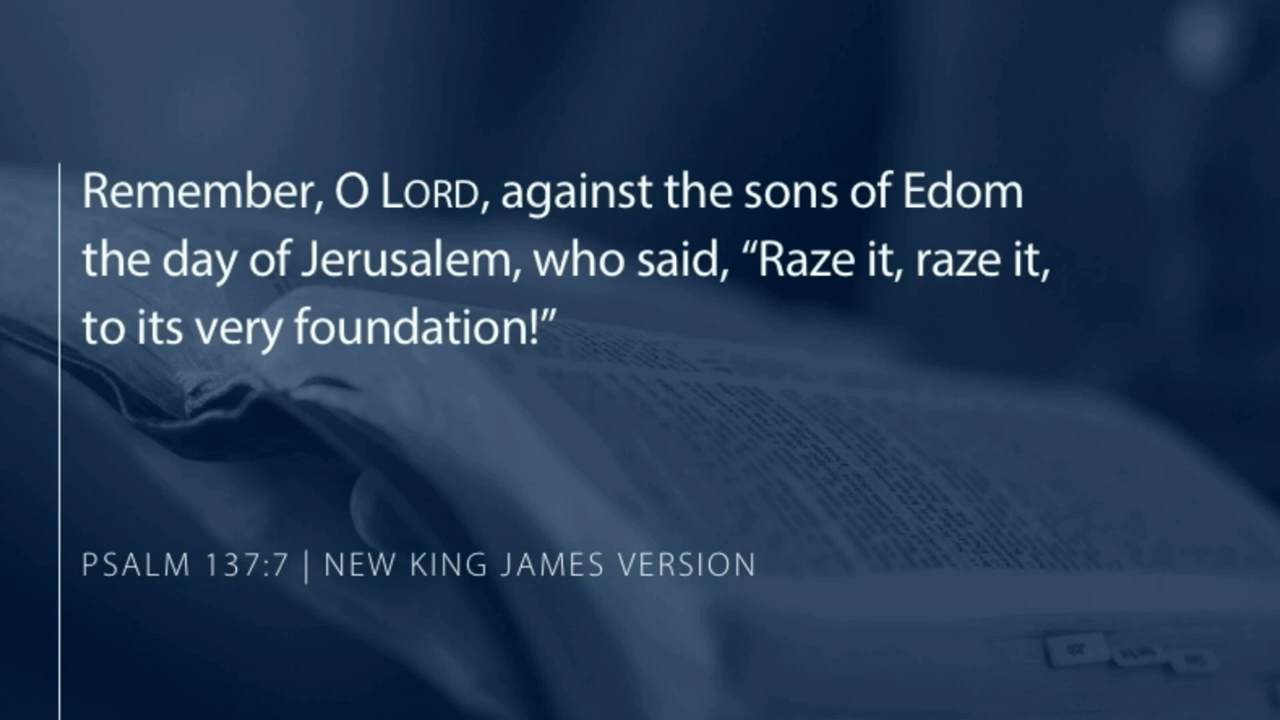 Remember, O LORD, against the sons of Edom
the day of Jerusalem, who said, “Raze it, raze it,
to its very foundation!”
PSALM 137:7 | NEW KING JAMES VERSION